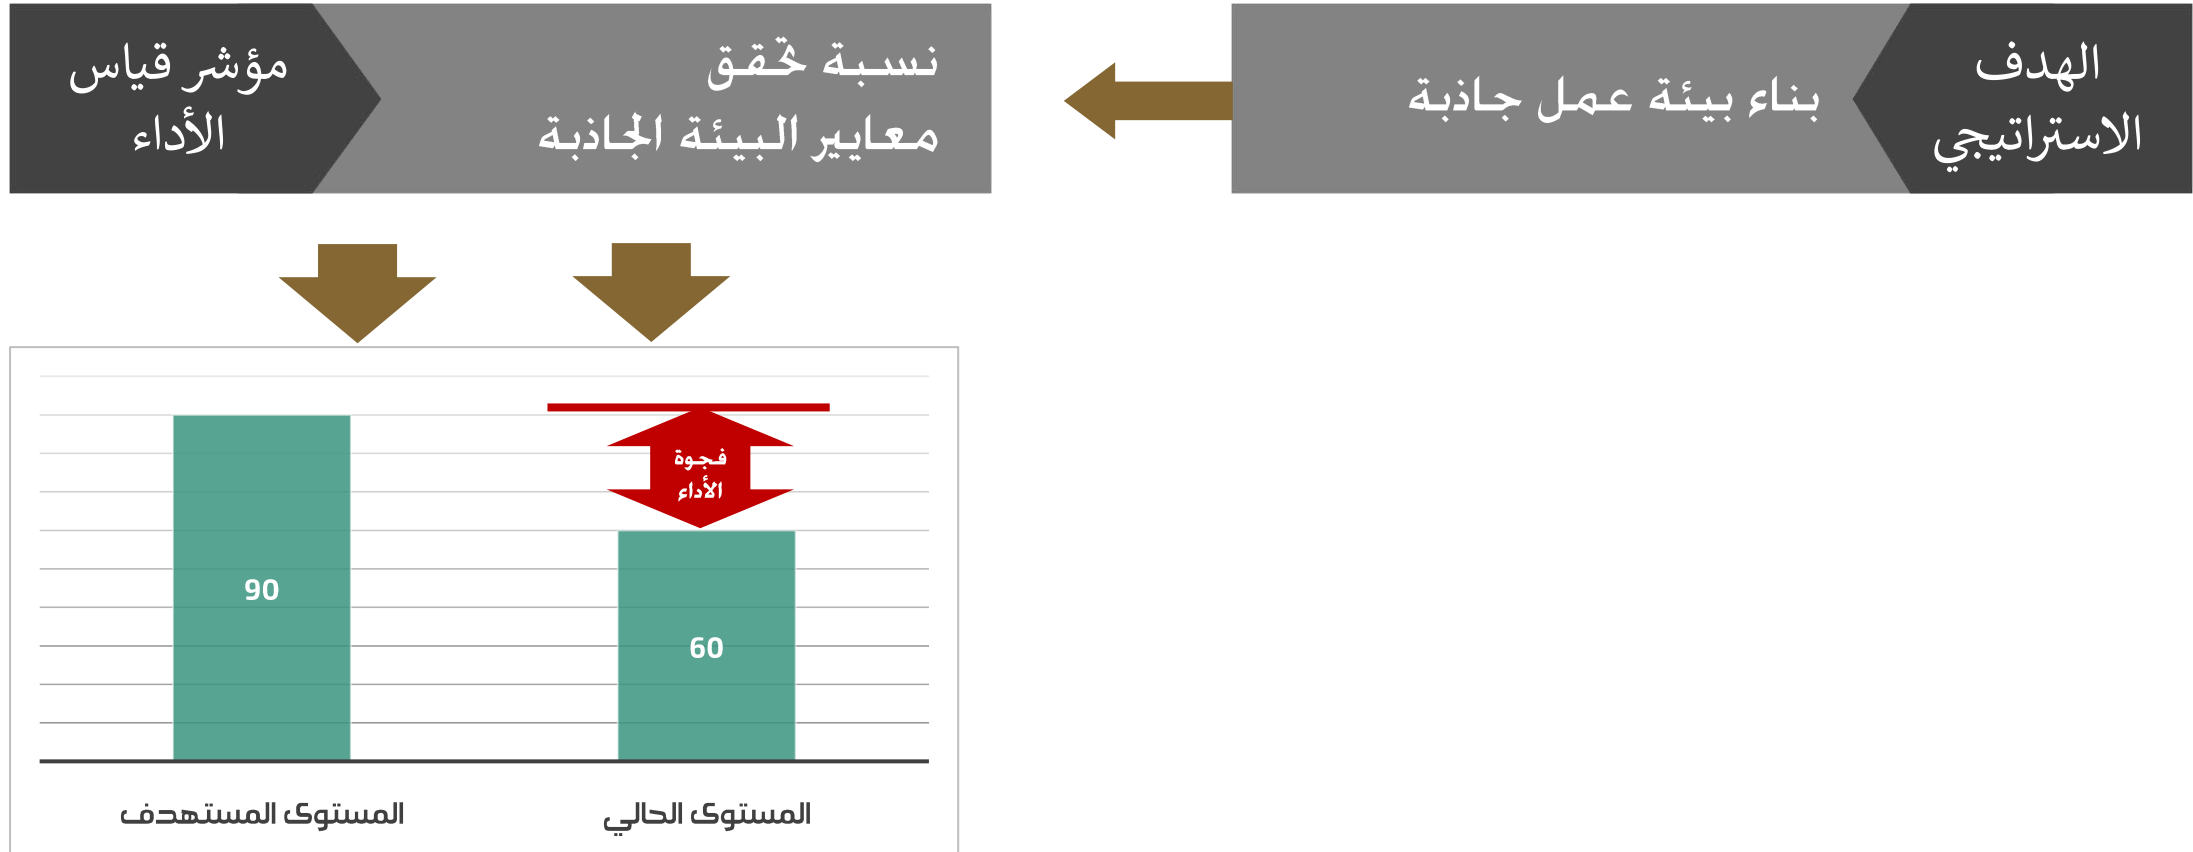 الهدف
الاستراتيجي
بناء بيئة عمل جاذبة
نسبة تحقق
معايير البيئة الجاذبة
مؤشر قياس
الأداء
فجوة
الأداء
60
90
المستوى الحالي
المستوى المستهدف